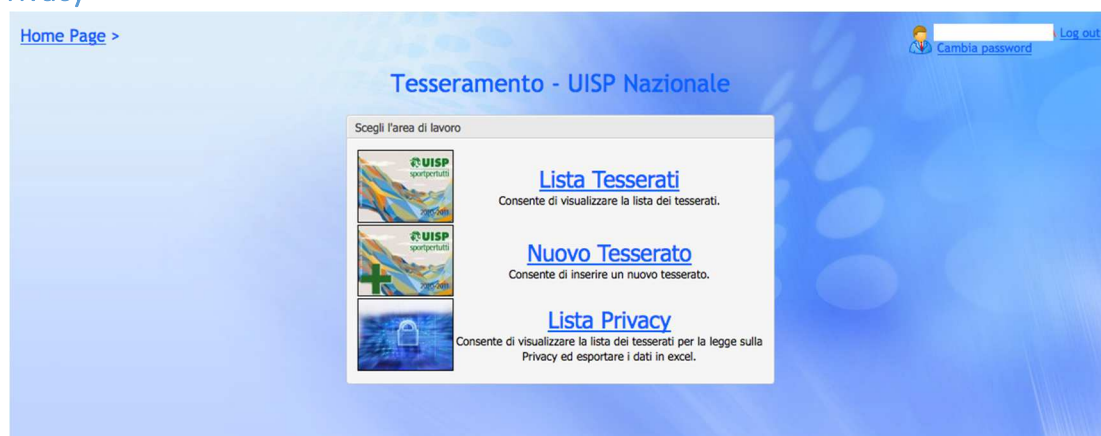 Home Page >
Log out
Cambia password
Tesseramento - UISP Nazionale
Scegli l'area di lavoro
UISP
sportpertutti
Lista Tesserati
Consente di visualizzare la lista dei tesserati.
UISP
sportpertutti
Nuovo Tesserato
Consente di inserire un nuovo tesserato.
Lista Privacy
Consente di visualizzare la lista dei tesserati per la legge sulla
Privacy ed esportare i dati in excel.